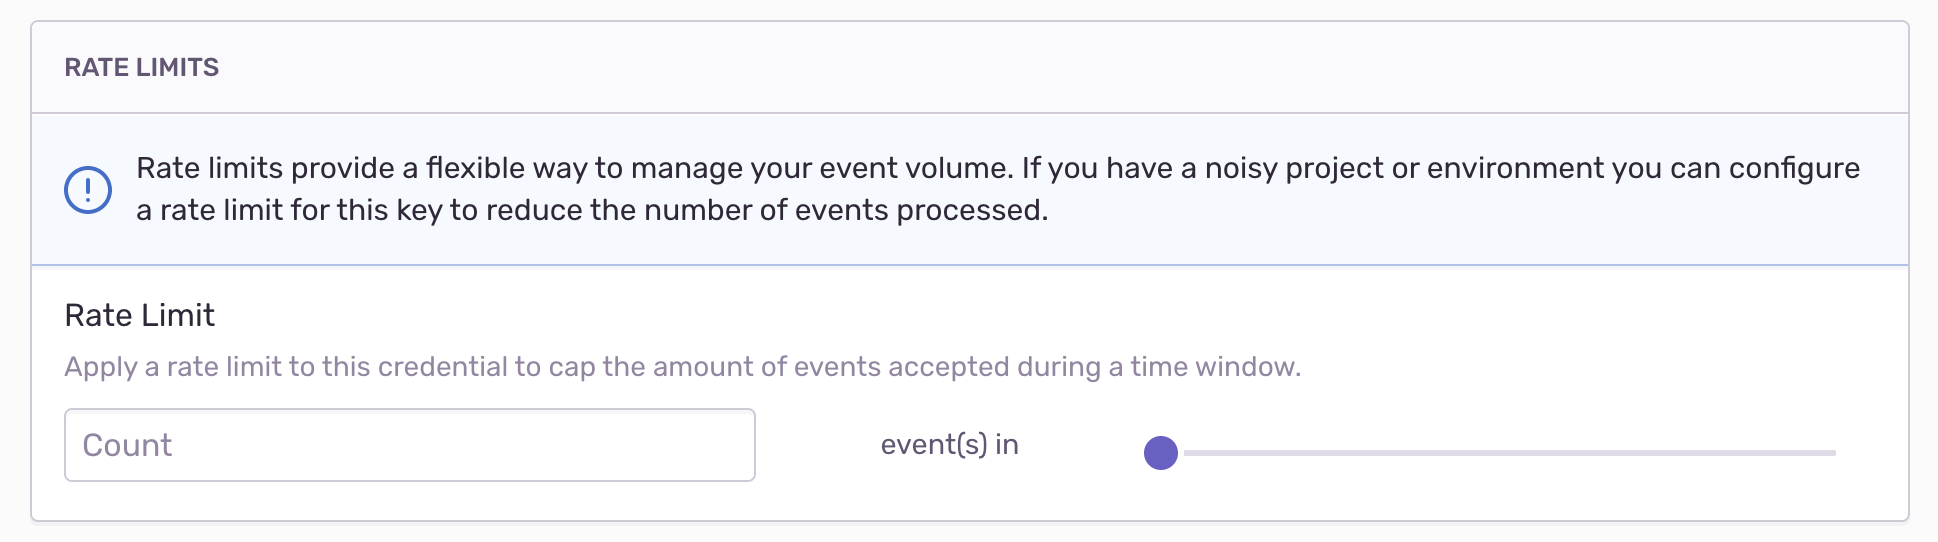 RATE LIMITS
Rate limits provide a flexible way to manage your event volume. If you have a noisy project or environment you can configure
a rate limit for this key to reduce the number of events processed.
Rate Limit
Apply a rate limit to this credential to cap the amount of events accepted during a time window.
Count event(s) in